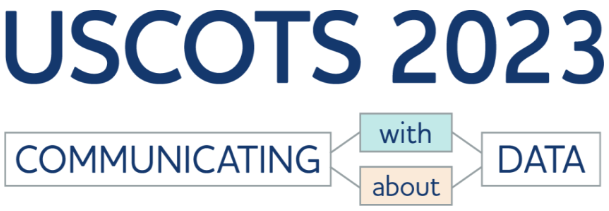 USCOTS 2023
with
COMMUNICATING DATA
about